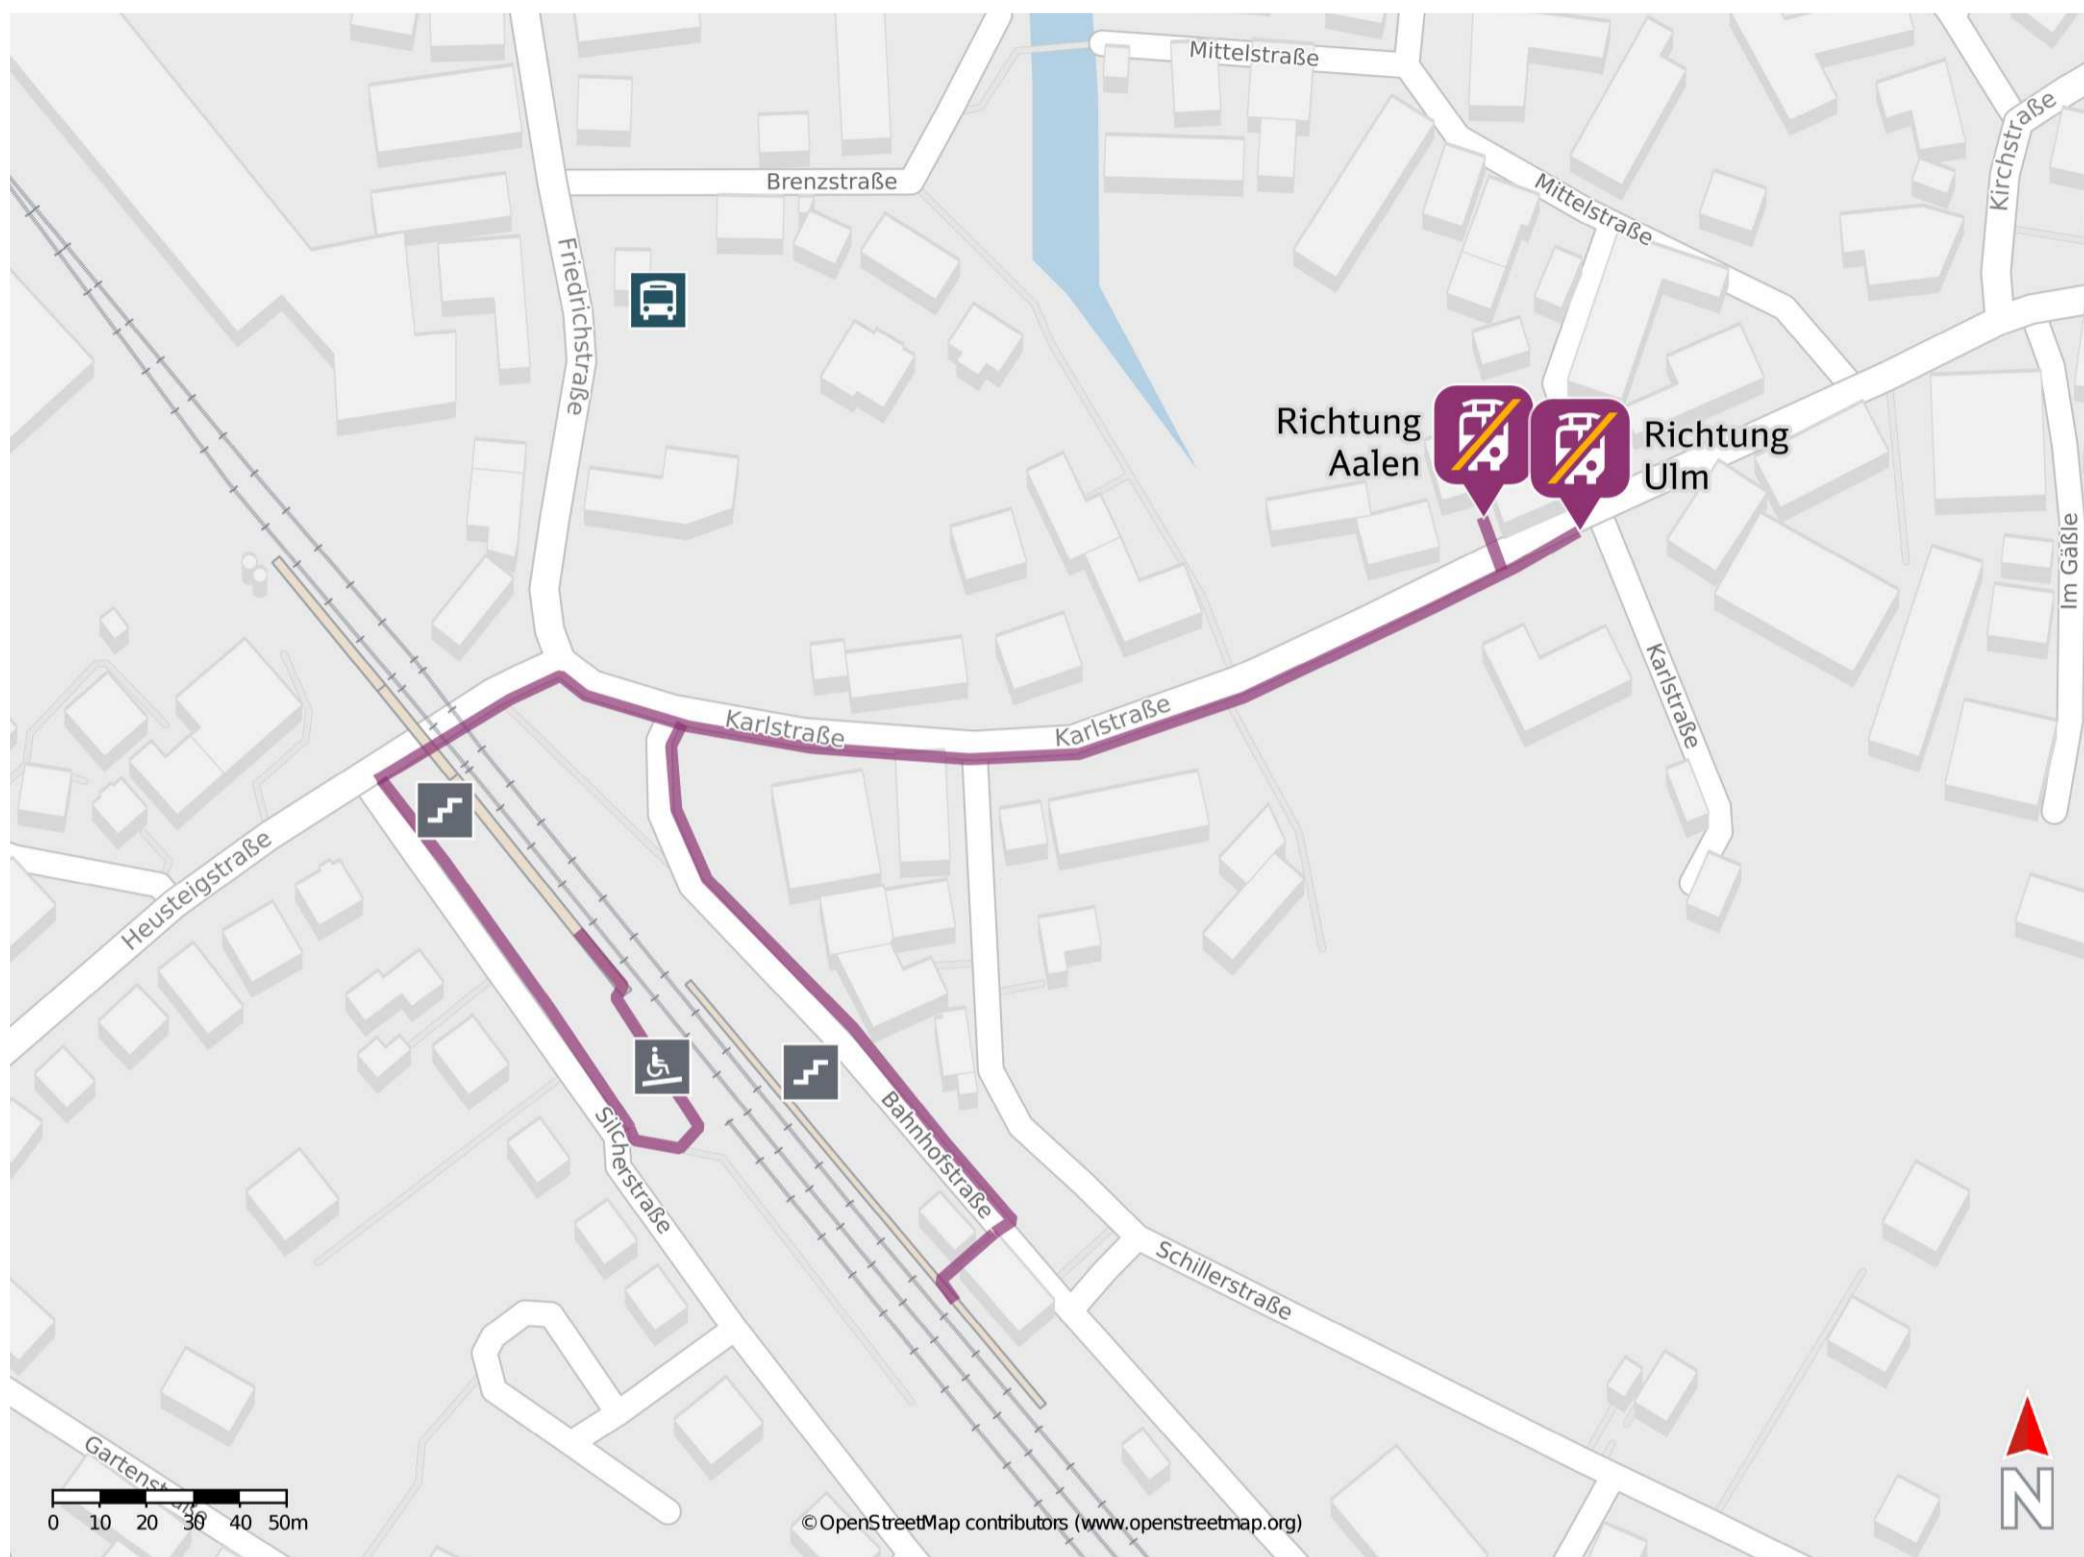 Mittelstraße
Kirchstraße
Brenzstraße
Mittelstraße
Friedrichstraße
Richtung
Aalen
Richtung
Ulm
Im Gäßle
Karlstraße
Karlstraße
Karlstraße
Heusteigstraße
Silcherstraße
Bahnhofstraße
Schillerstraße
Gartenstraße
0 10 20 30 40 50m
© OpenStreetMap contributors (www.openstreetmap.org)
N